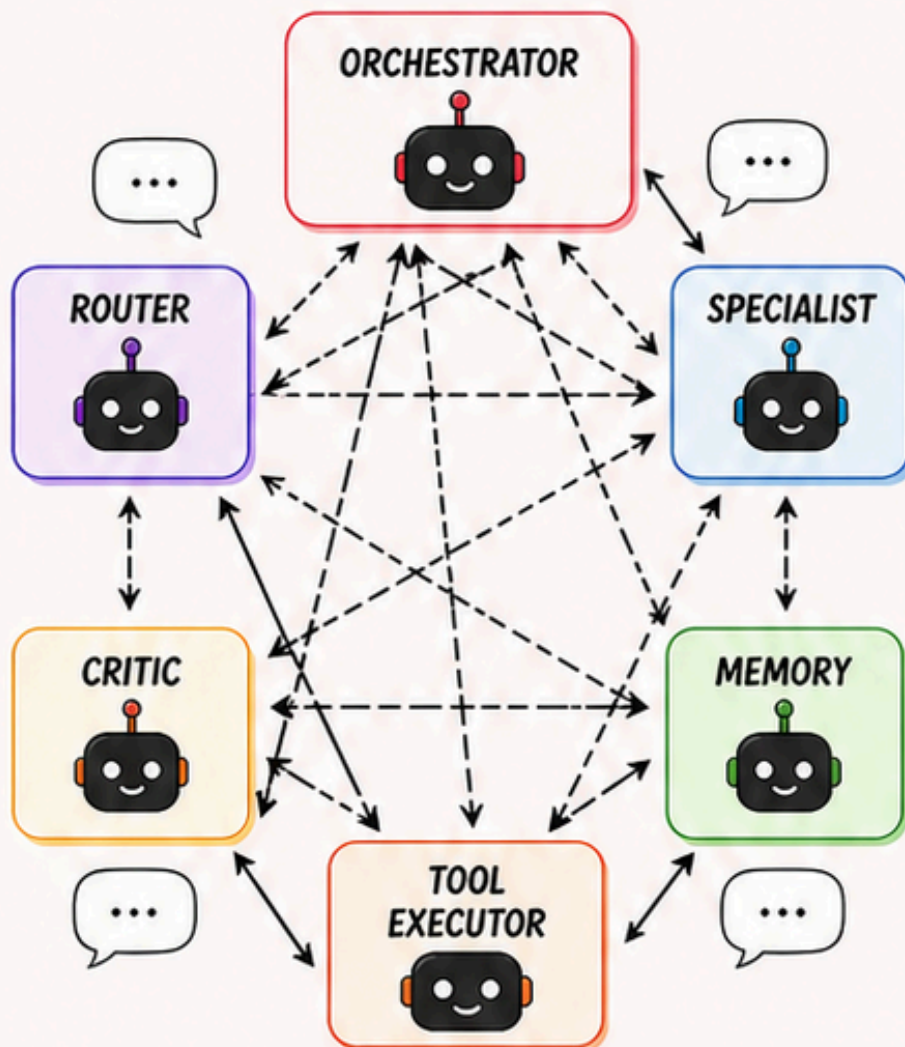 ORCHESTRATOR
ROUTER
SPECIALIST
CRITIC
MEMORY
TOOL
EXECUTOR